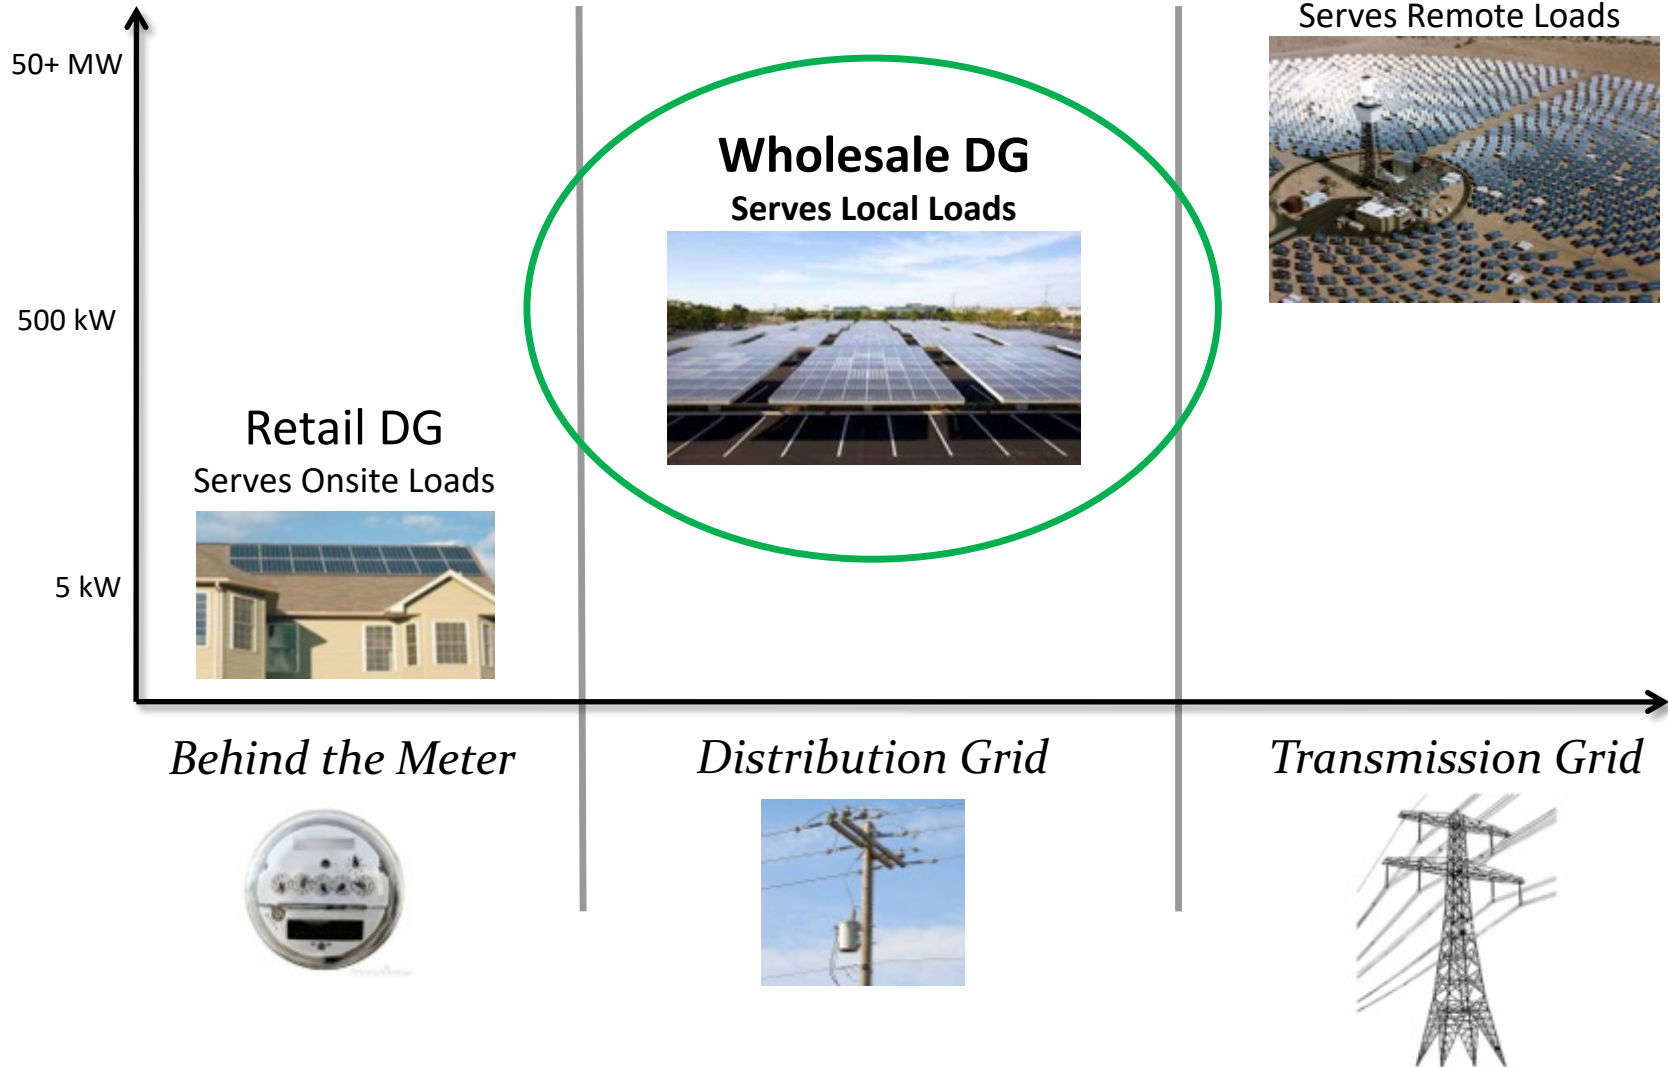 Serves Remote Loads
50+ MW
Wholesale DG
Serves Local Loads
500 kW
Retail DG
Serves Onsite Loads
5 kW
Behind the Meter
Distribution Grid
Transmission Grid